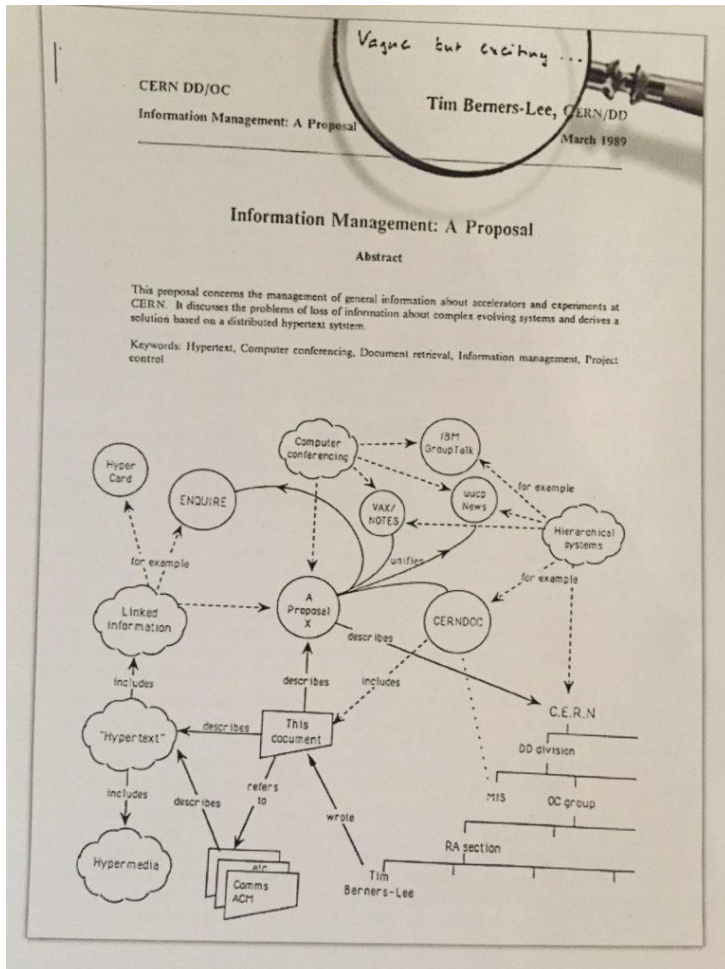 Vague but exciting ...
CERN DD/OC
Tim Berners-Lee, CERN/DD
Information Management: A Proposal
March 1989
Information Management: A Proposal
Abstract
This proposal concerns the management of general information about accelerators and experiments at
CERN. It discusses the problems of loss of information about complex evolving systems and derives a
solution based on a distributed hypertext sytstem.
Keywords: Hypertext, Computer conferencing, Document retrieval, Information management, Project
control
Computer
conferencing
IBM
GroupTalk
Hyper
Card
ENQUIRE
VAX/
NOTES
uucp
News
for example
Hierarchical
systems
for example
unifies
for example
Linked
information
A
Proposal
X
CERNDOC
describes
includes
describes
includes
C.E.R.N
"Hypertext"
describes
This
document
DD division
includes
describes
refers
to
wrote
MIS
OC group
RA section
Hypermedia
etc
Comms
ACM
Tim
Berners-Lee